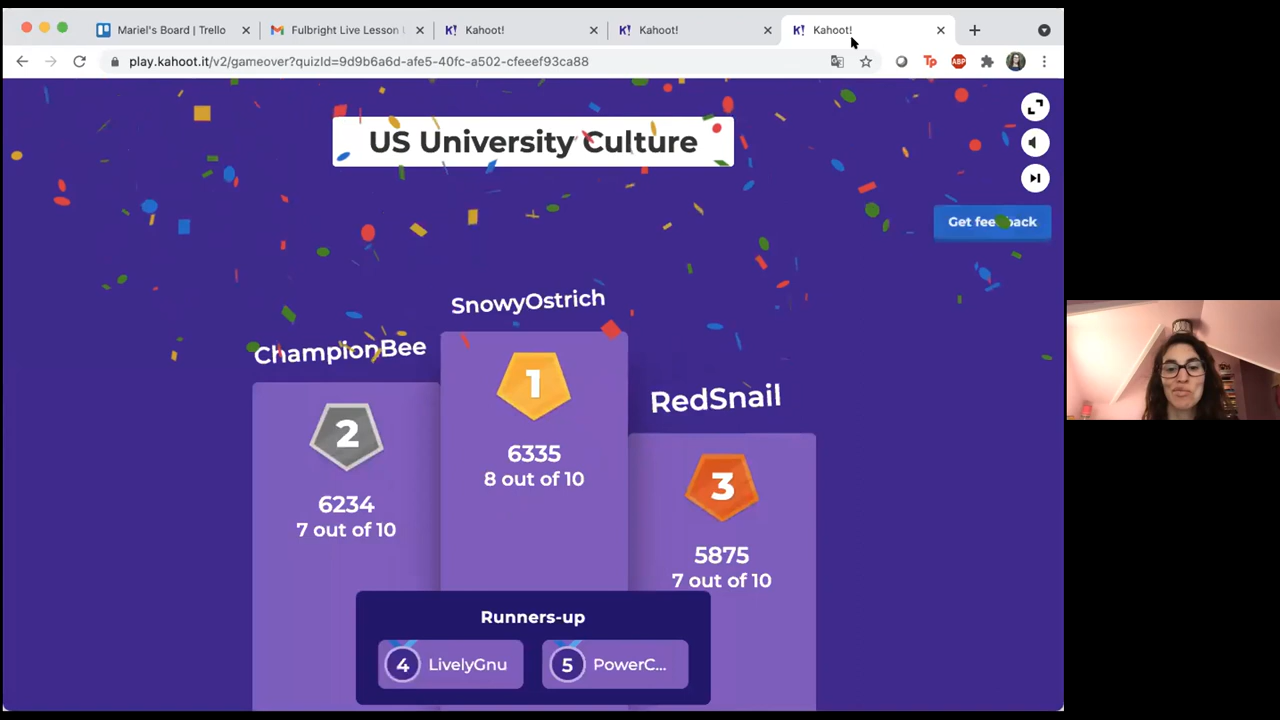 Mariel's Board | Trello
Fulbright Live Lesson
K! Kahoot!
K! Kahoot!
K! Kahoot!
play.kahoot.it/v2/gameover?quizId=9d9b6a6d-afe5-40fc-a502-cfeeef93ca88
Tp
ABP
US University Culture
Get feedback
SnowyOstrich
ChampionBee
RedSnail
1
6335
8 out of 10
2
6234
7 out of 10
3
5875
7 out of 10
Runners-up
4 LivelyGnu
5 PowerC...